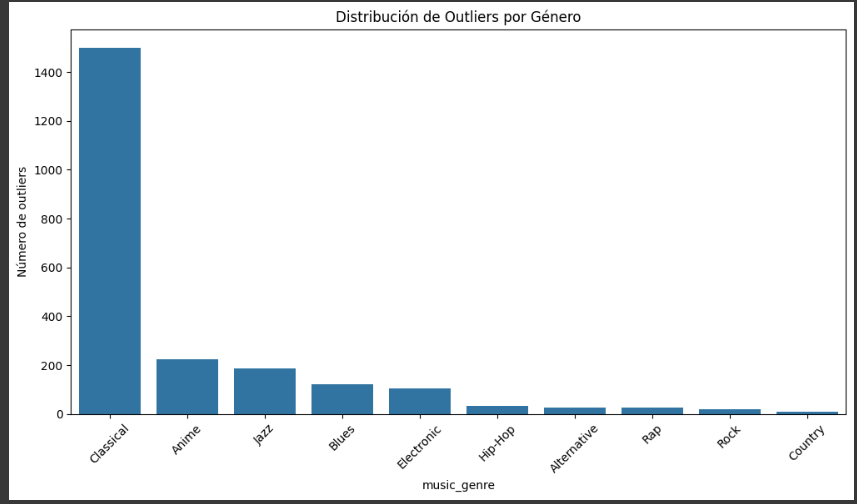 Distribución de Outliers por Género
Número de outliers
1400
1200
1000
800
600
400
200
0
Classical
Anime
Jazz
Blues
Electronic
Hip-Hop
Alternative
Rap
Rock
Country
music_genre